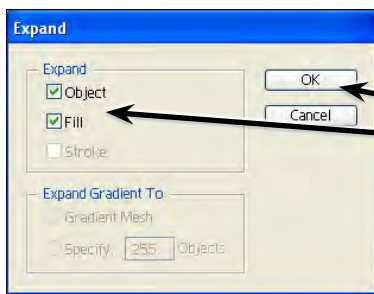 Expand
Expand
Object
OK
Fill
Cancel
Stroke
Expand Gradient To
Gradient Mesh
Specify 255 Objects